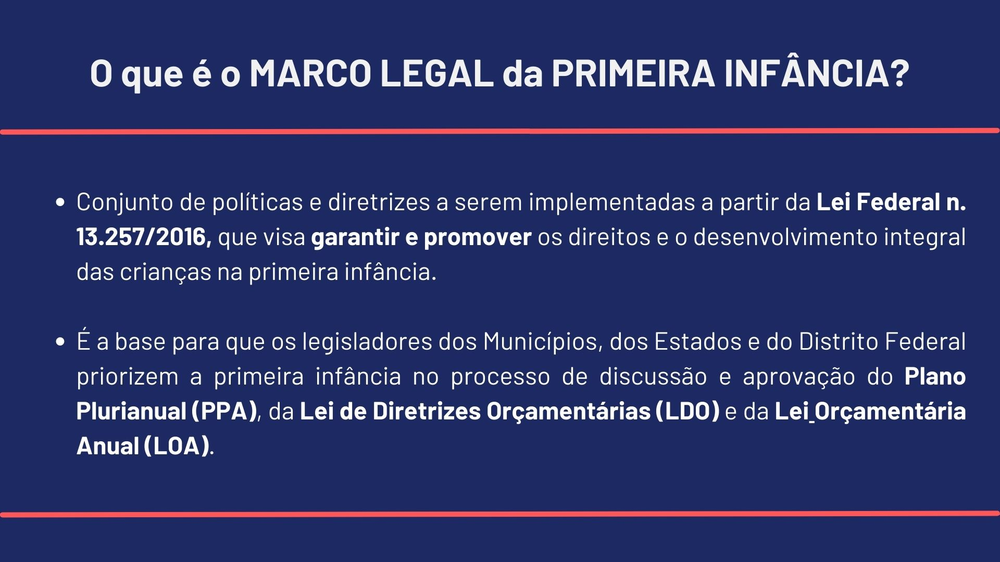 O que é o MARCO LEGAL da PRIMEIRA INFÂNCIA?
• Conjunto de políticas e diretrizes a serem implementadas a partir da Lei Federal n.
13.257/2016, que visa garantir e promover os direitos e o desenvolvimento integral
das crianças na primeira infância.
• É a base para que os legisladores dos Municípios, dos Estados e do Distrito Federal
priorizem a primeira infância no processo de discussão e aprovação do Plano
Plurianual (PPA), da Lei de Diretrizes Orçamentárias (LDO) e da Lei Orçamentária
Anual (LOA).